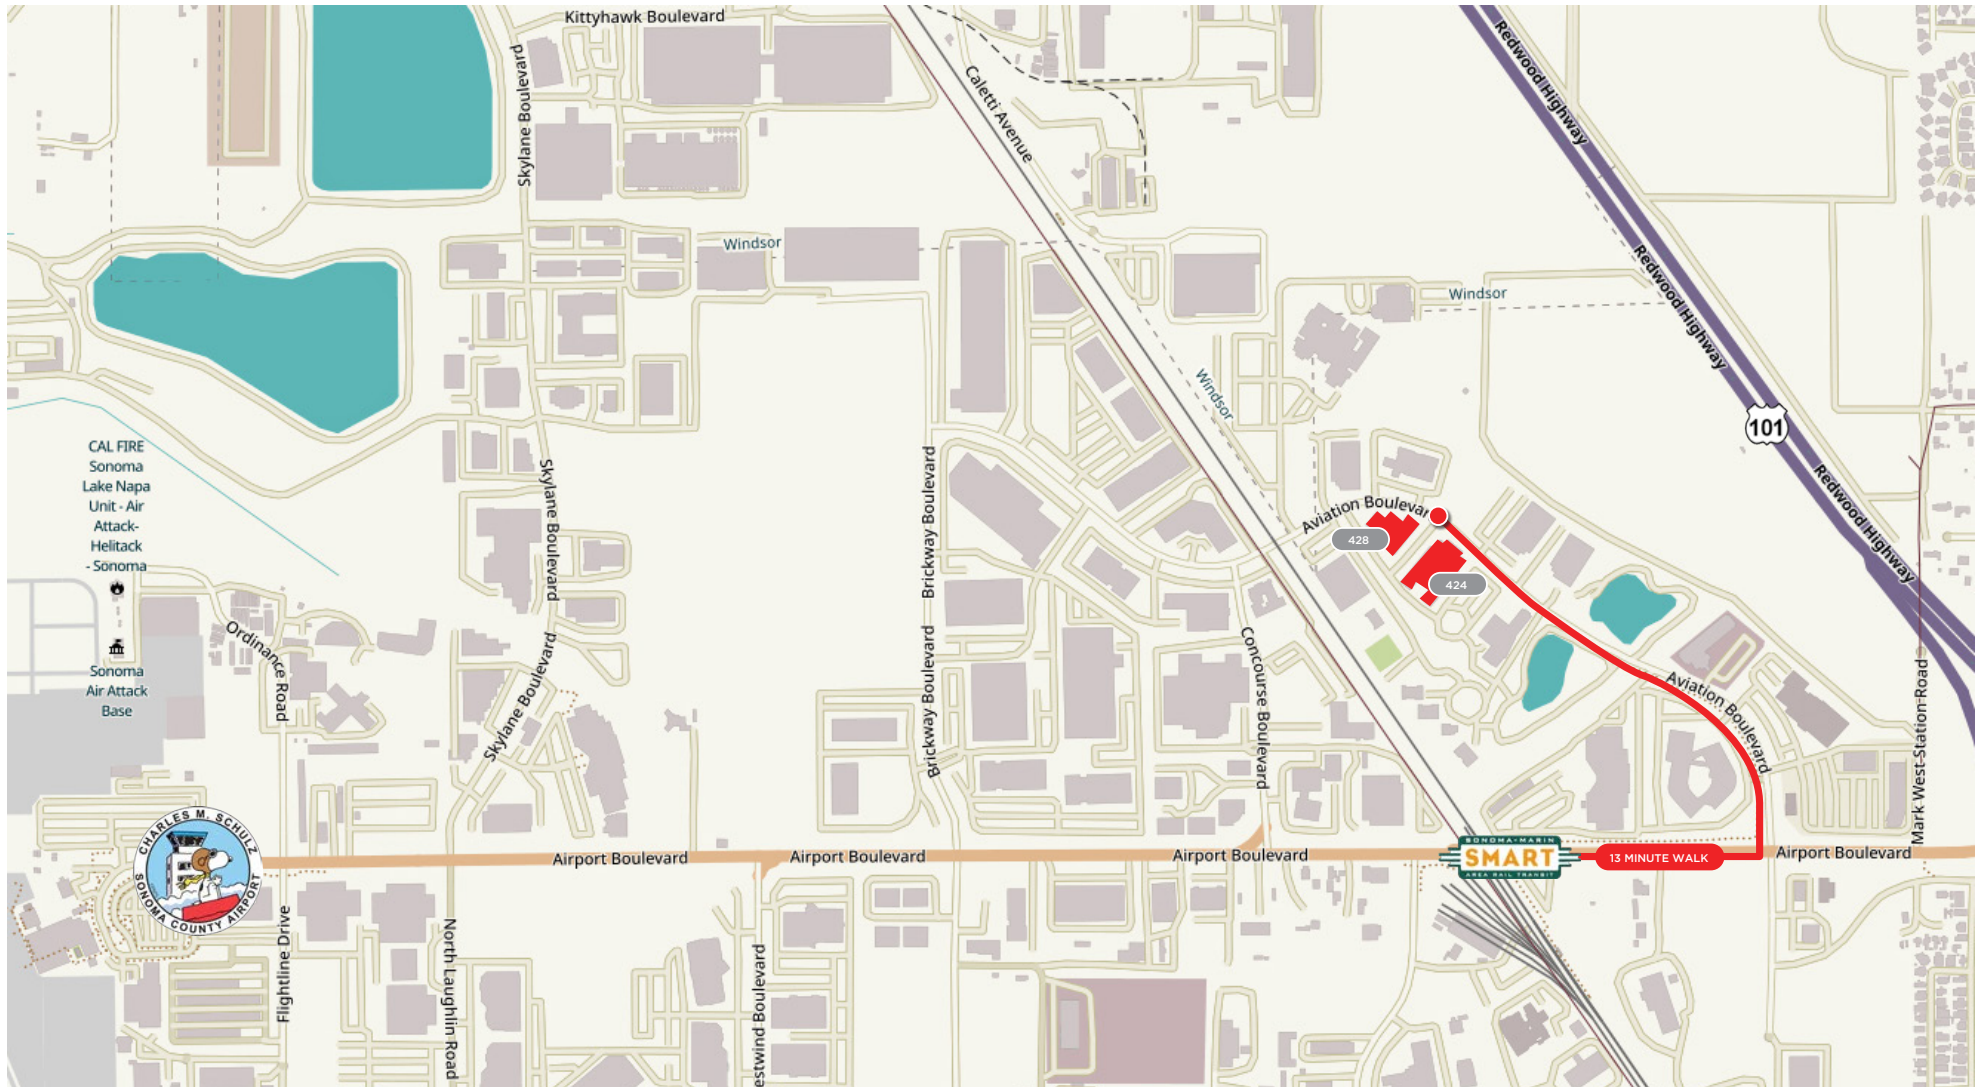 Kittyhawk Boulevard
Skylane Boulevard
Caletti Avenue
Redwood Highway
Windsor
Redwood Highway
Windsor
Windsor
101
CAL FIRE
Sonoma
Lake Napa
Unit - Air
Attack-
Helitack
- Sonoma
Skylane Boulevard
Brickway Boulevard
Redwood Highway
Aviation Boulevar
428
424
Ordinance Road
Sonoma
Air Attack
Base
Skylane Boulevard
Brickway Boulevard
Concourse Boulevard
Aviation Boulevard
Mark West Station Road
CHARLES M. SCHULZ
SONOMA COUNTY AIRPORT
Airport Boulevard
Airport Boulevard
Airport Boulevard
SONOMA-MARIN
SMART
AREA RAIL TRANSIT
13 MINUTE WALK
Airport Boulevard
Flightline Drive
North Laughlin Road
estwind Boulevard